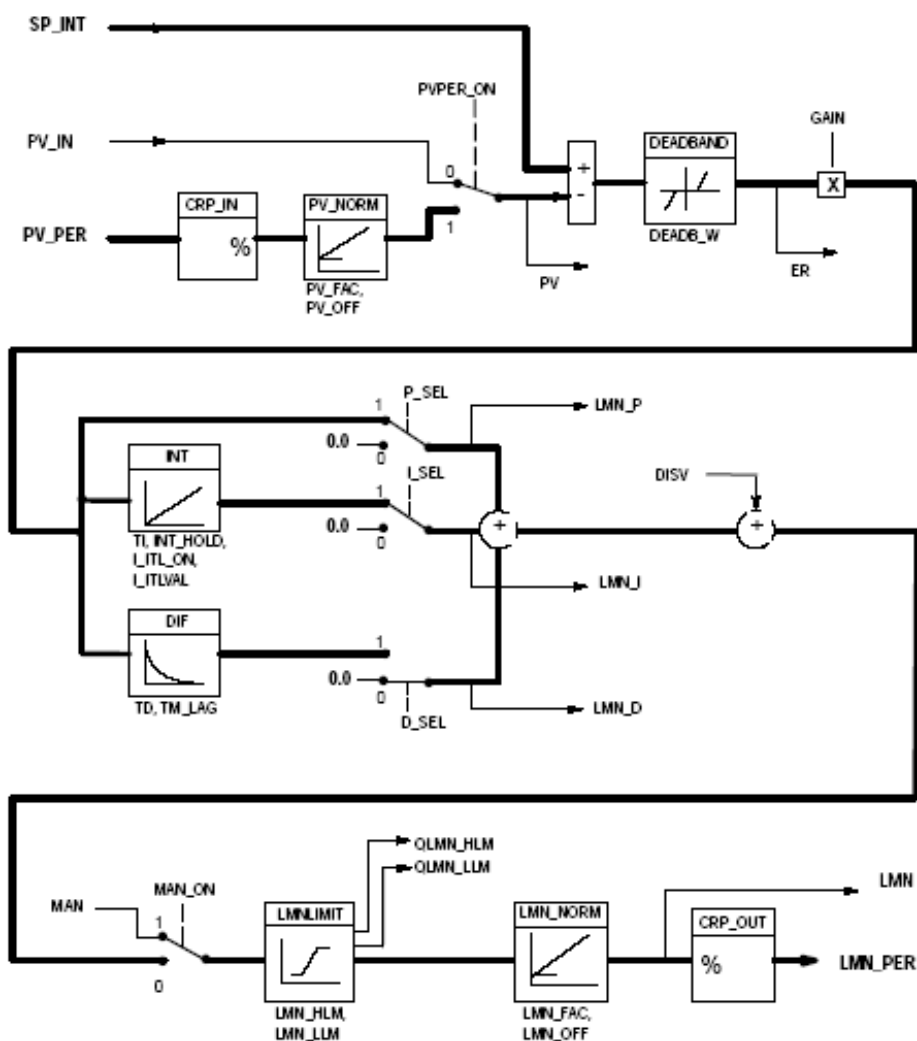 SP_INT
PVPER_ON
GAIN
PV_IN
DEADBAND
+
0
-
X
CRP_IN
PV_NORM
PV_PER
%
1
DEADB_W
ER
PV
PV_FAC,
PV_OFF
P_SEL
1
LMN_P
0.0
0
INT
I_SEL
DISV
1
0.0
+
+
0
TI, INT_HOLD,
I_ITL_ON,
I_ITLVAL
LMN_I
DIF
1
0.0
0
TD, TM_LAG
D_SEL
LMN_D
QLMN_HLM
QLMN_LLM
MAN_ON
LMN
MAN
1
LMNLIMIT
LMN_NORM
CRP_OUT
%
LMN_PER
0
LMN_HLM,
LMN_LLM
LMN_FAC,
LMN_OFF